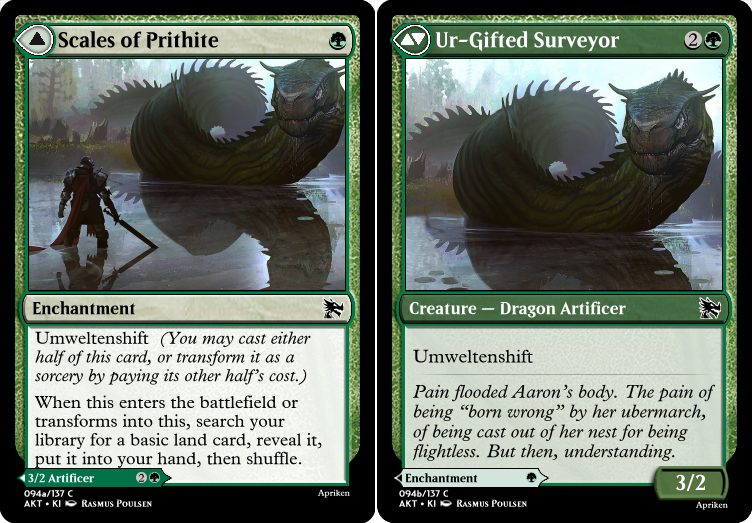 Scales of Prithite
Enchantment
Umweltenshift (You may cast either
half of this card, or transform it as a
sorcery by paying its other half's cost.)
When this enters the battlefield or
transforms into this, search your
library for a basic land card, reveal it,
put it into your hand, then shuffle.
3/2 Artificer 2
094a/137 C
AKT • KI Rasmus Poulsen
Apriken
Ur-Gifted Surveyor 2
Creature — Dragon Artificer
Umweltenshift
Pain flooded Aaron's body. The pain of
being “born wrong” by her ubermarch,
of being cast out of her nest for being
flightless. But then, understanding.
Enchantment
3/2
094b/137 C
AKT • KI Rasmus Poulsen
Apriken